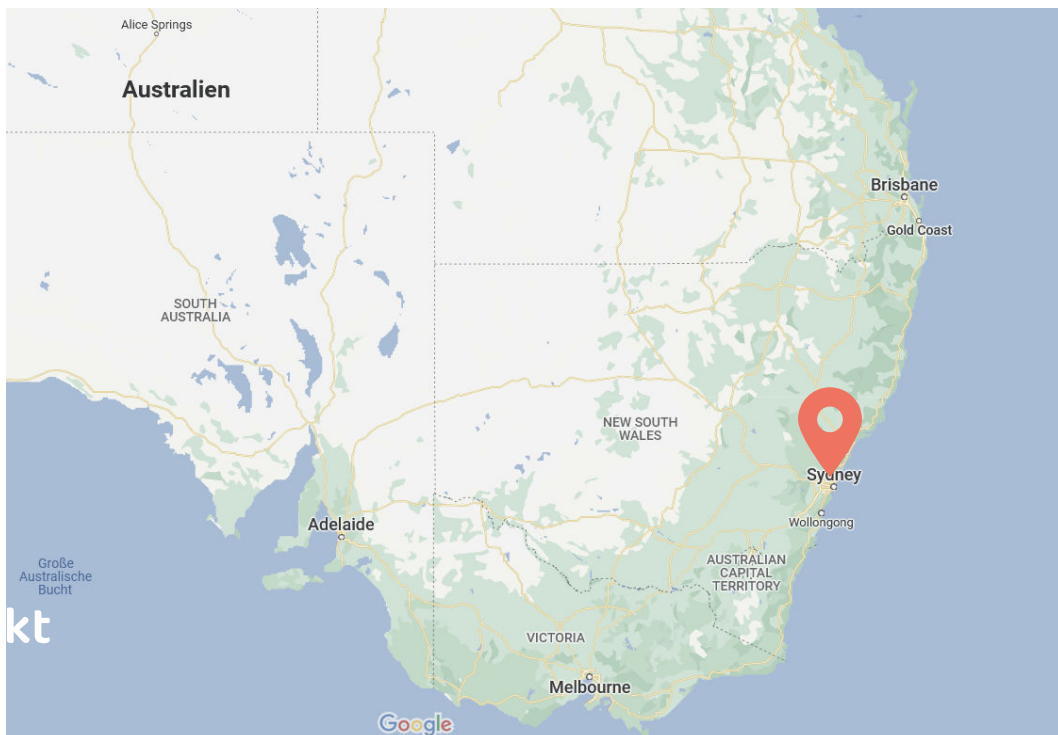 Alice Springs
Australien
Brisbane
Gold Coast
SOUTH
AUSTRALIA
NEW SOUTH
WALES
Sydney
Wollongong
Adelaide
AUSTRALIAN
CAPITAL
TERRITORY
Große
Australische
Bucht
kt
VICTORIA
Melbourne
Google